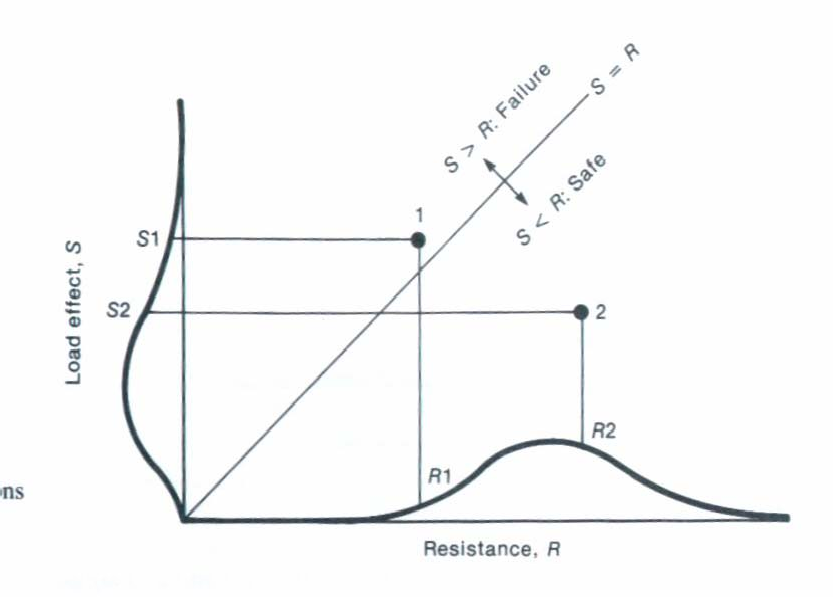 S = R
S > R: Failure
S < R: Safe
1
S1
S2
2
Load effect, S
R2
R1
ons
Resistance, R